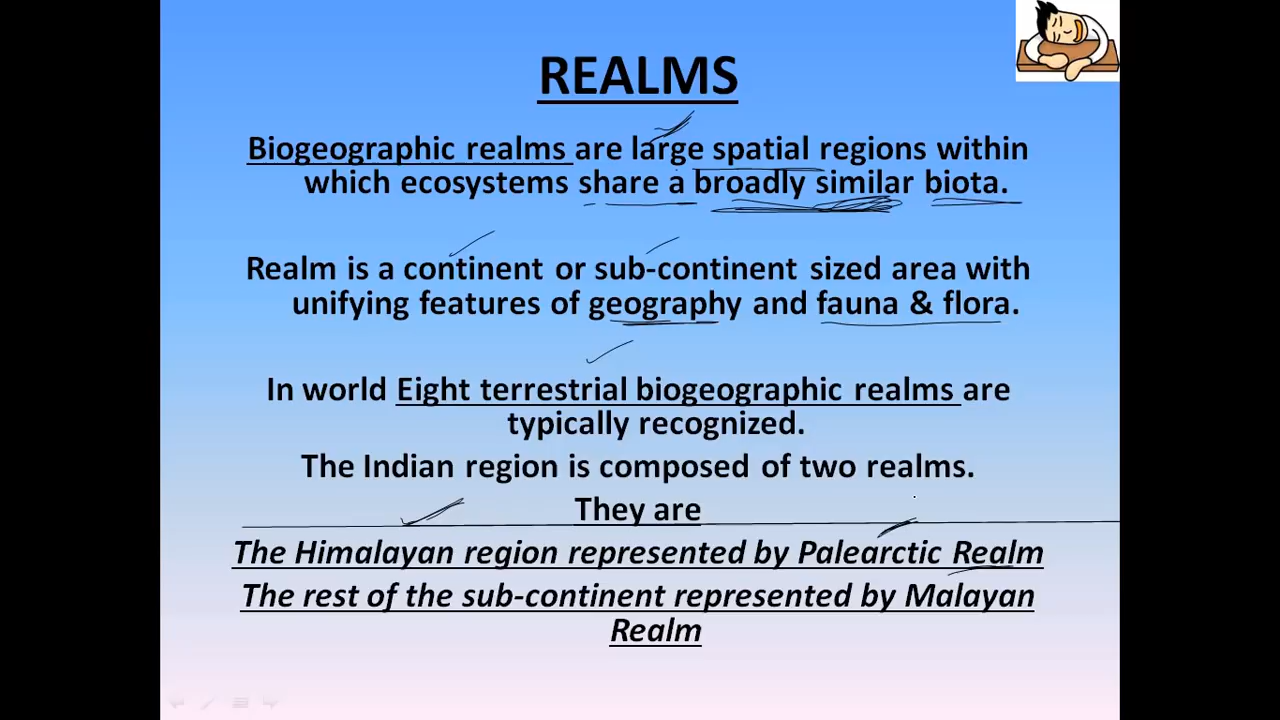 REALMS
Biogeographic realms are large spatial regions within
which ecosystems share a broadly similar biota.
Realm is a continent or sub-continent sized area with
unifying features of geography and fauna & flora.
In world Eight terrestrial biogeographic realms are
typically recognized.
The Indian region is composed of two realms.
They are
The Himalayan region represented by Palearctic Realm
The rest of the sub-continent represented by Malayan
Realm